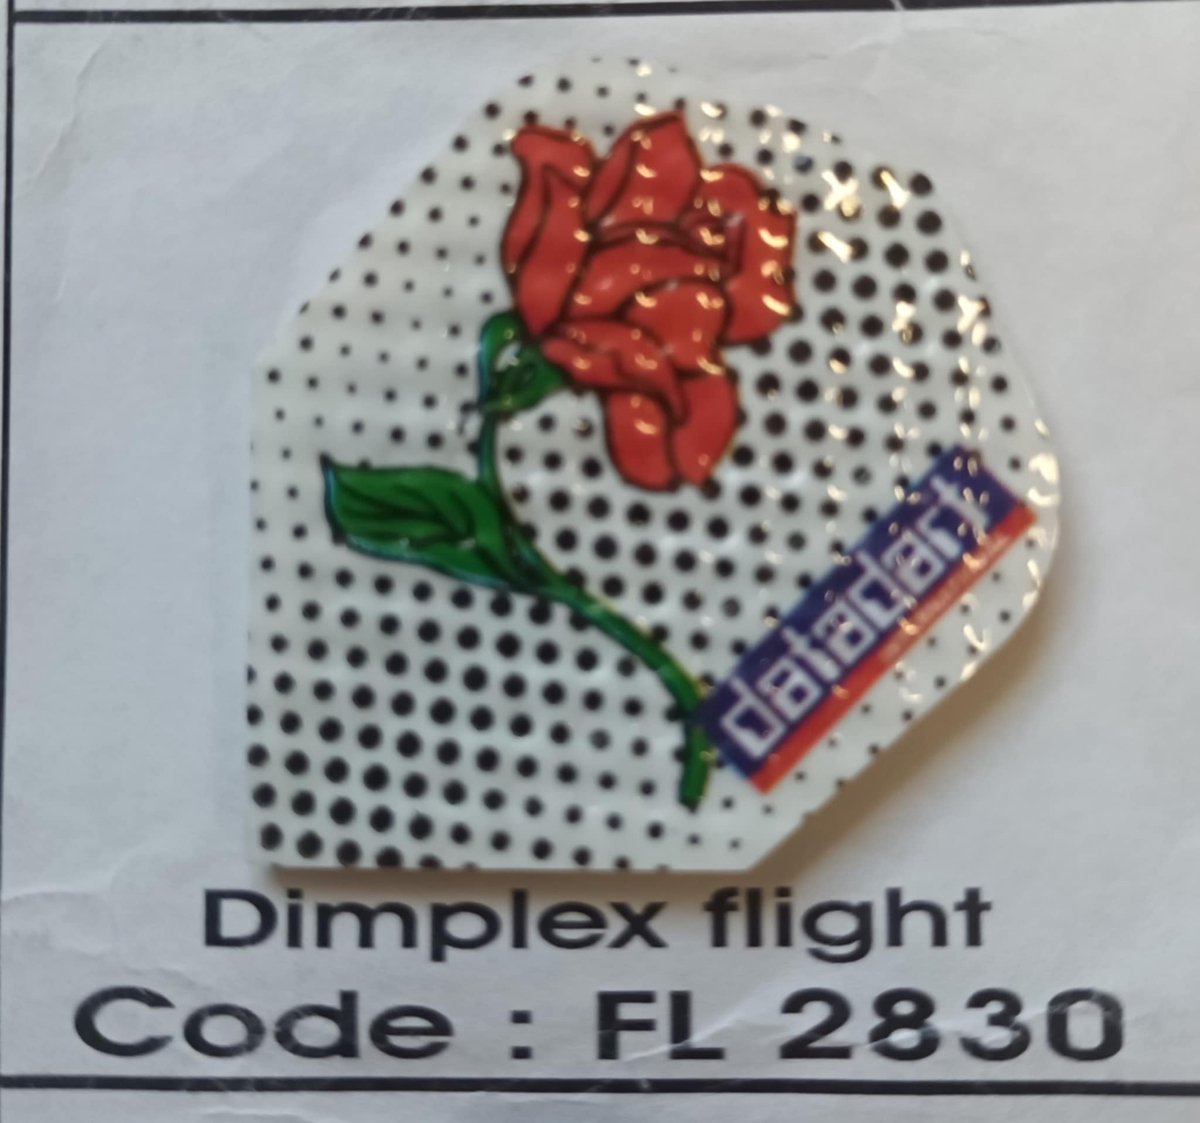 datadart
Dimplex flight
Code : FL 2830